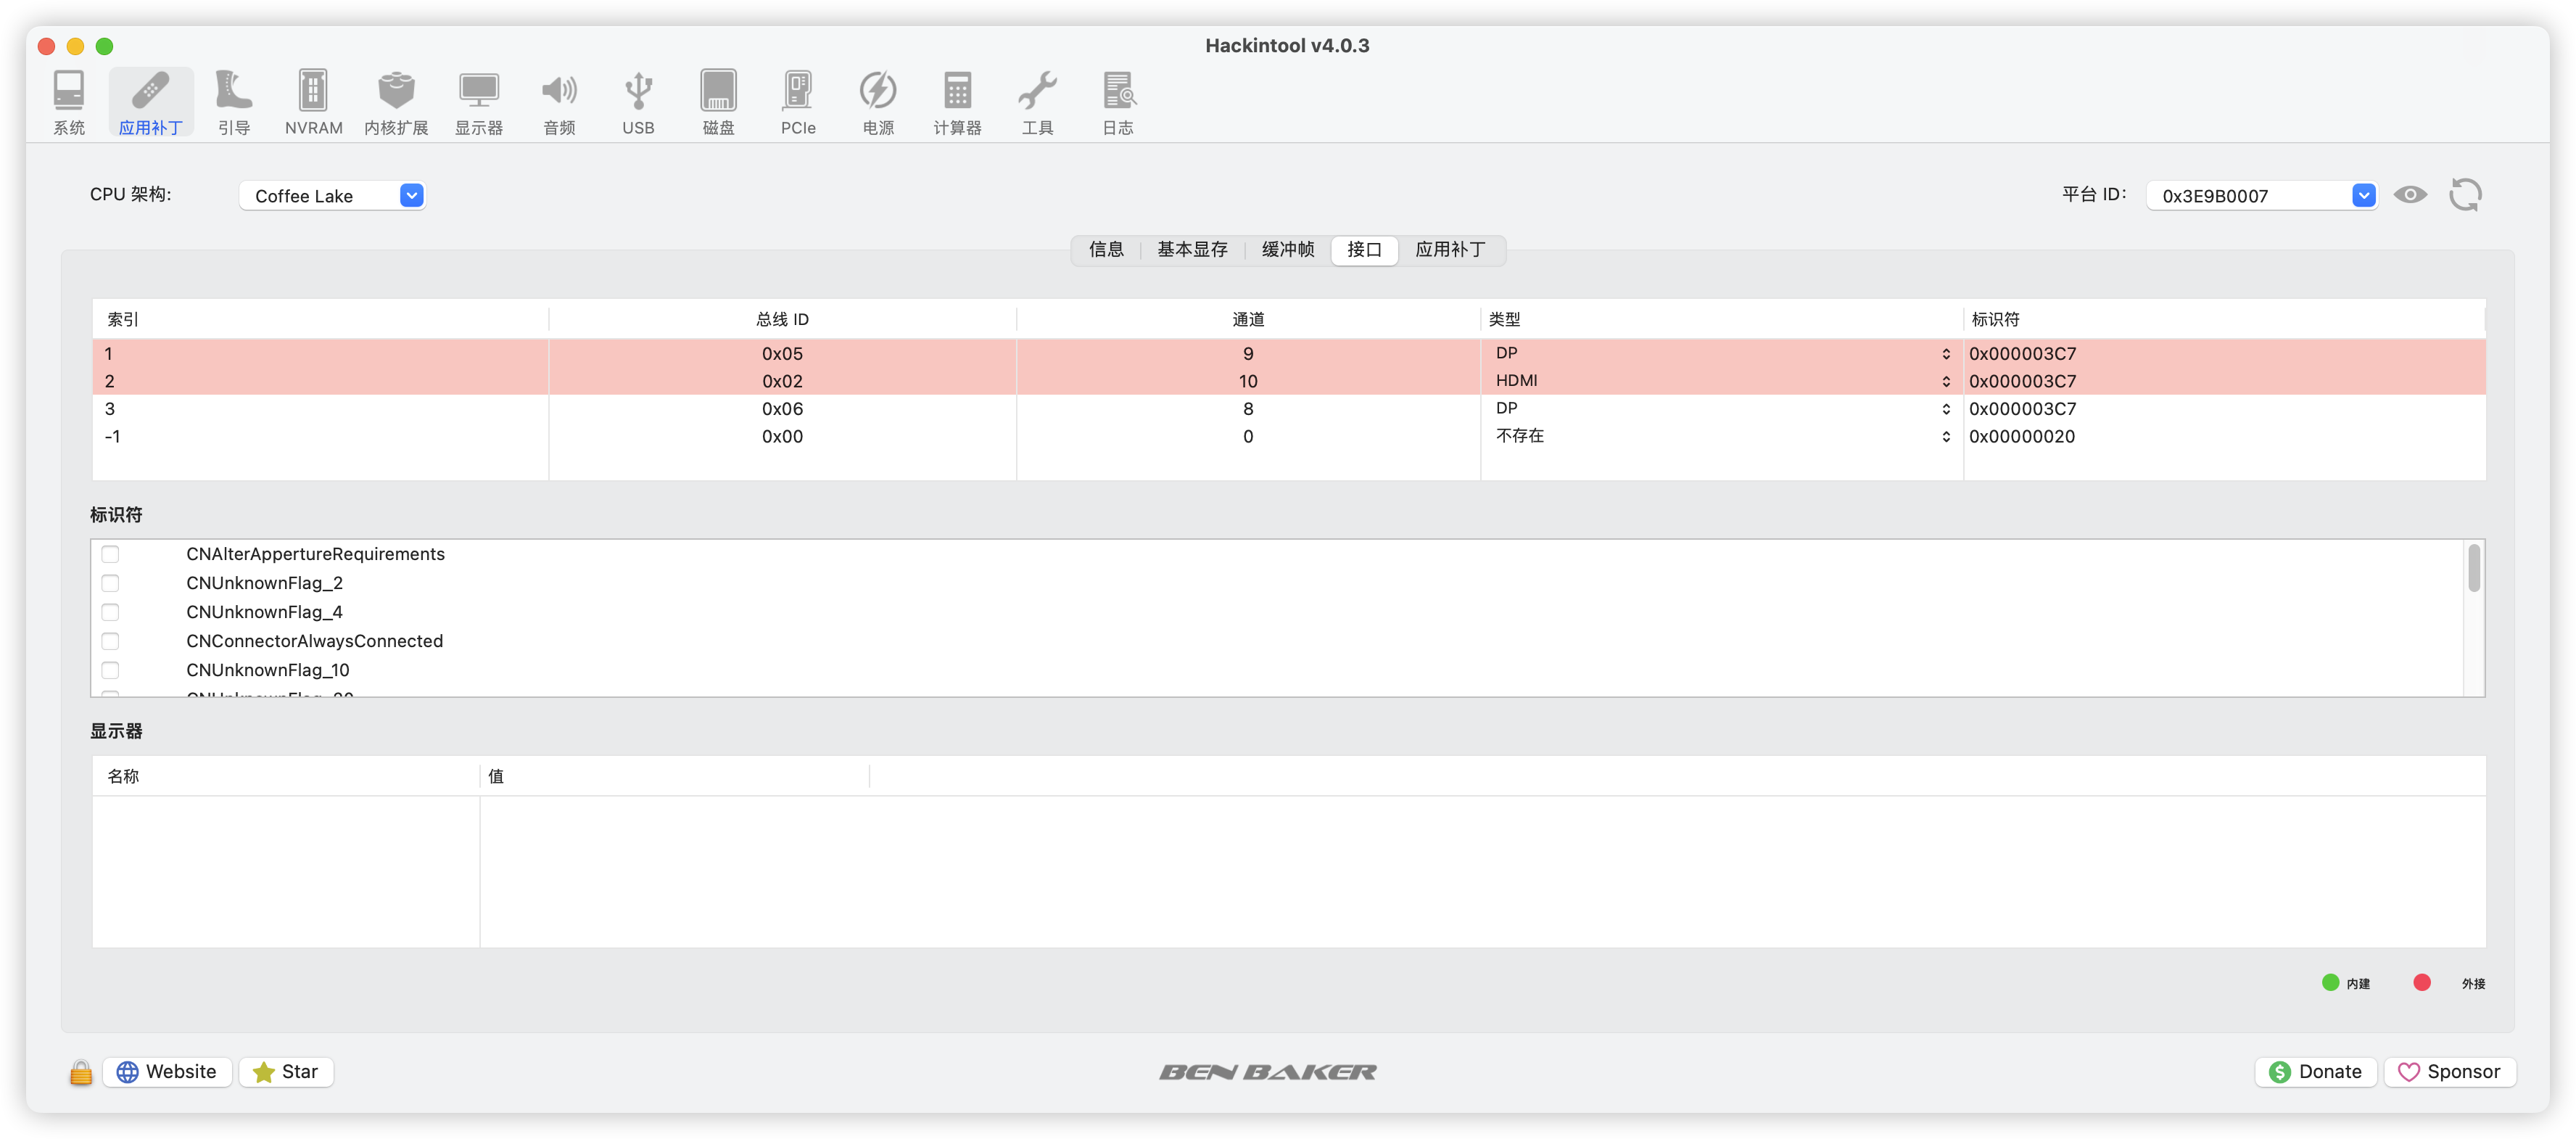 Hackintool v4.0.3
系统 应用补丁 引导 NVRAM 内核扩展 显示器 音频 USB 磁盘 PCIe 电源 计算器 工具 日志
CPU 架构: Coffee Lake 平台 ID: 0x3E9B0007
信息 基本显存 缓冲帧 接口 应用补丁
索引 总线 ID 通道 类型 标识符
1 0x05 9 DP 0x000003C7
2 0x02 10 HDMI 0x000003C7
3 0x06 8 DP 0x000003C7
-1 0x00 0 不存在 0x00000020
标识符
CNAlterAppertureRequirements
CNUnknownFlag_2
CNUnknownFlag_4
CNConnectorAlwaysConnected
CNUnknownFlag_10
CNUnknownFlag_20
显示器
名称 值
内建 外接
Website Star BEN BAKER Donate Sponsor